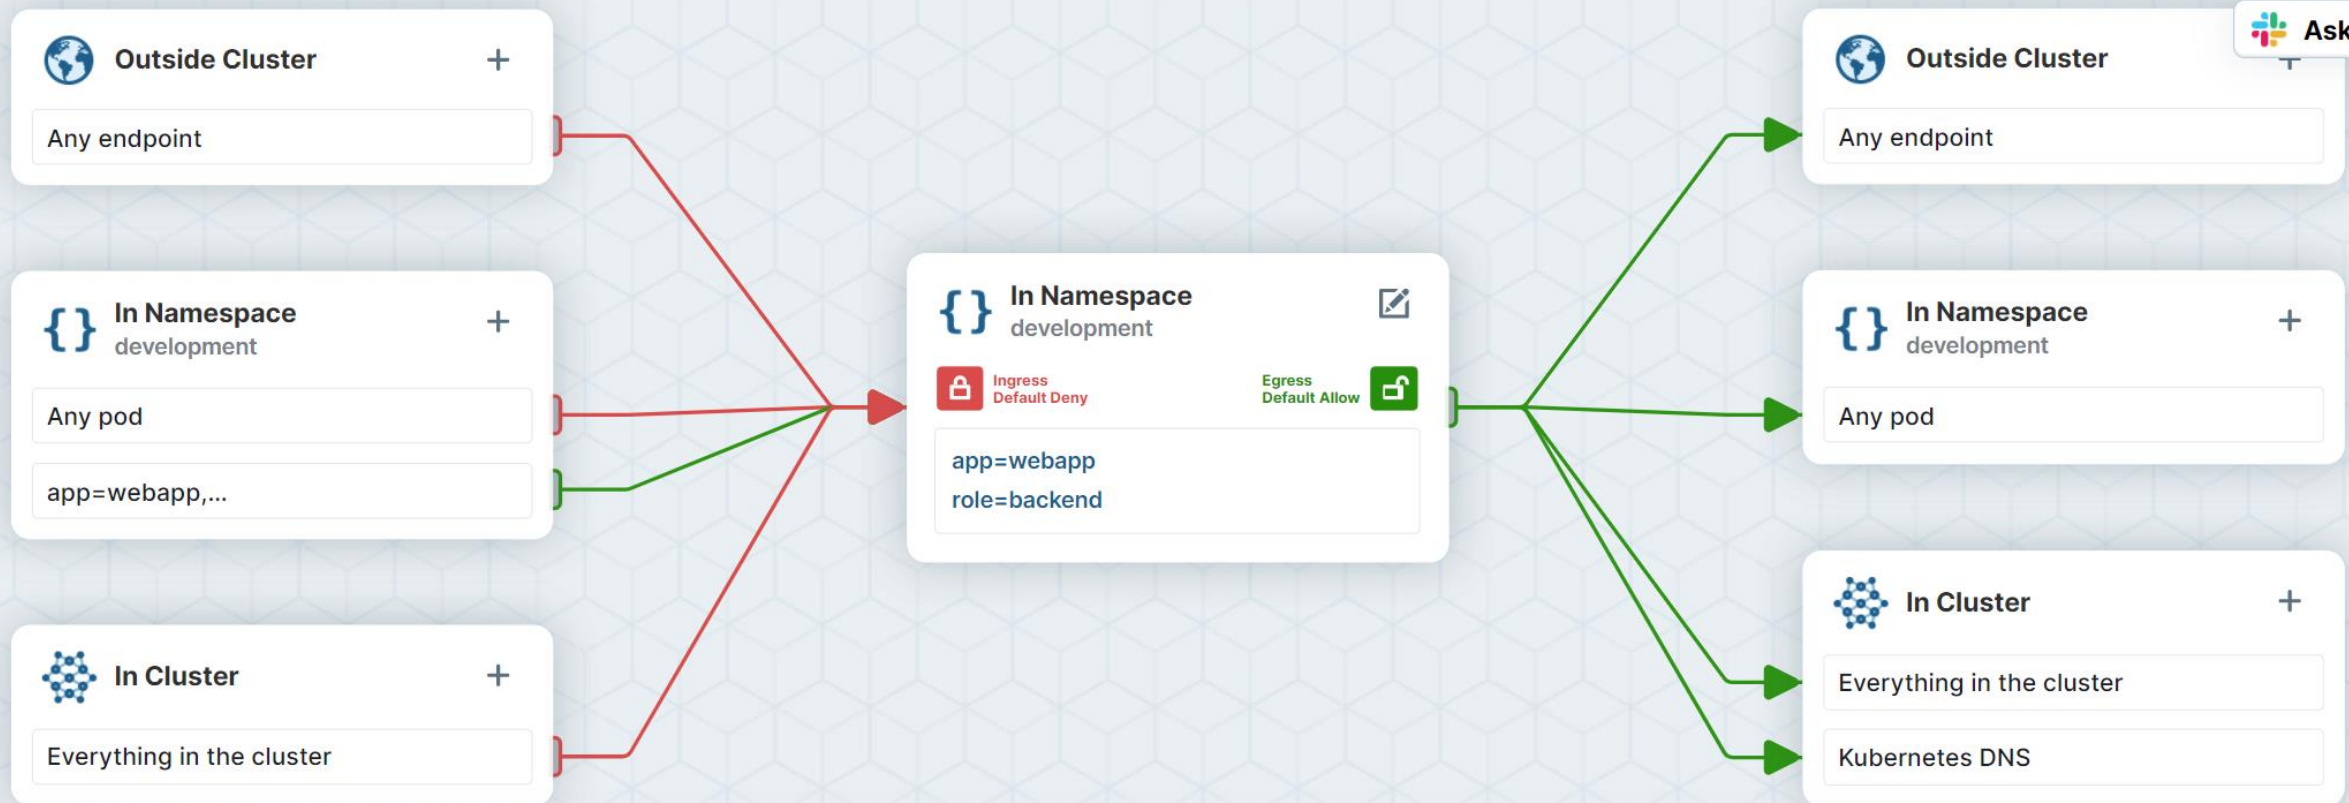 Outside Cluster
Any endpoint
In Namespace
development
Any pod
app=webapp,...
In Cluster
Everything in the cluster
In Namespace
development
Ingress
Default Deny
Egress
Default Allow
app=webapp
role=backend
Outside Cluster
Ask
Any endpoint
In Namespace
development
Any pod
In Cluster
Everything in the cluster
Kubernetes DNS